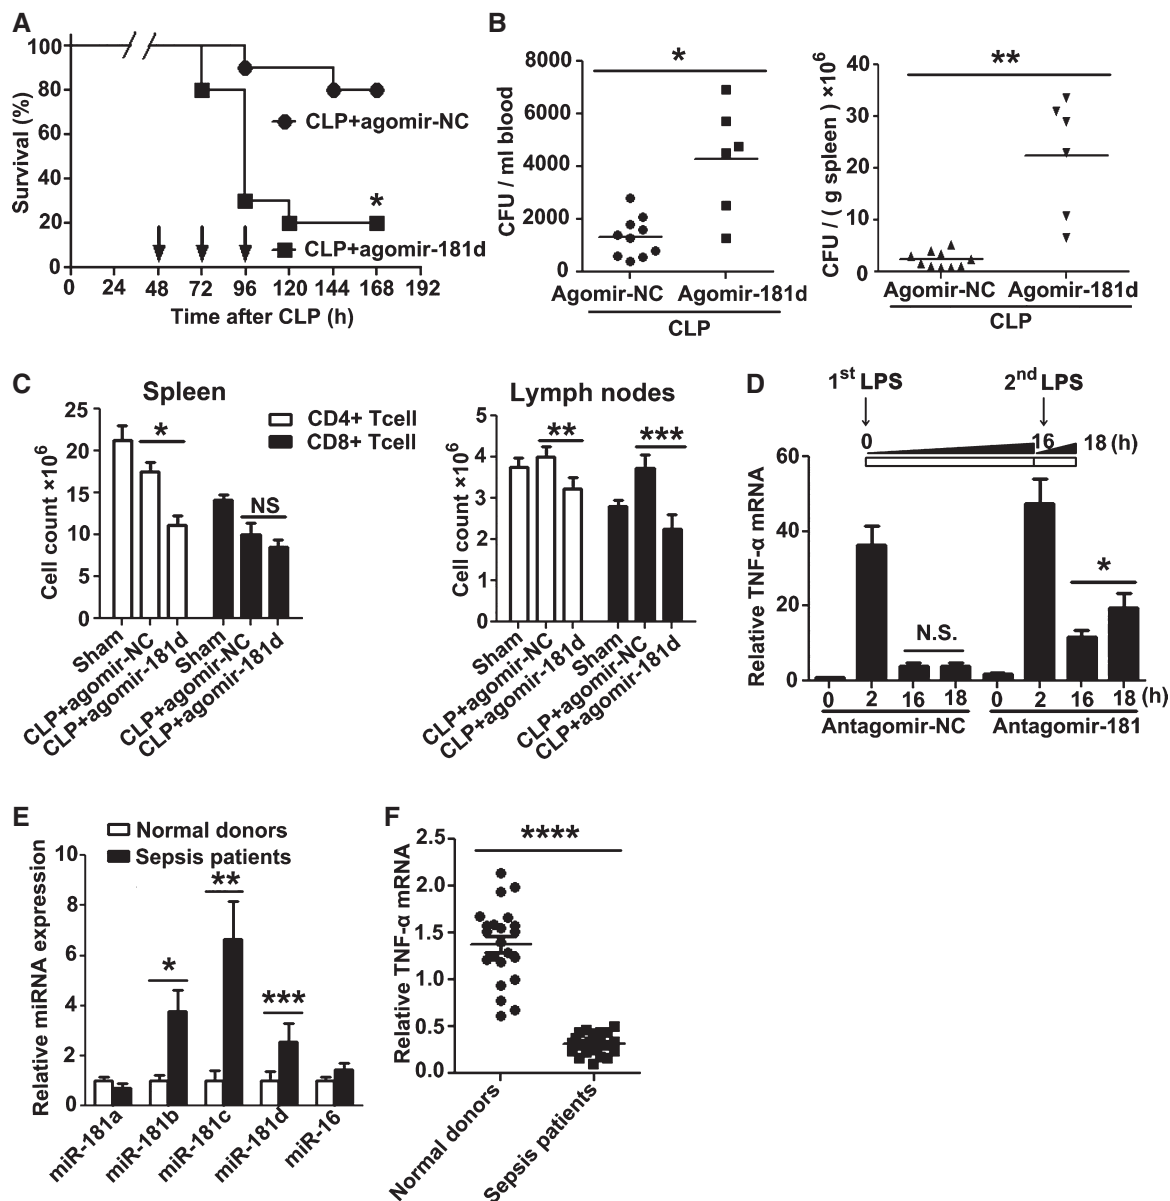 A
100
80
60
40
20
0
Survival (%)
CLP+agomir-NC
*
CLP+agomir-181d
0 24 48 72 96 120 144 168 192
Time after CLP (h)
B
8000
6000
4000
2000
0
CFU / ml blood
*
Agomir-NC Agomir-181d
CLP
40
30
20
10
0
CFU / ( g spleen ) ×10⁶
**
Agomir-NC Agomir-181d
CLP
C
Spleen
CD4+ Tcell
CD8+ Tcell
25
20
15
10
5
0
Cell count ×10⁶
*
NS
Sham
CLP+agomir-NC
CLP+agomir-181d
Sham
CLP+agomir-NC
CLP+agomir-181d
Lymph nodes
5
4
3
2
1
0
Cell count ×10⁶
** ***
Sham
CLP+agomir-NC
CLP+agomir-181d
Sham
CLP+agomir-NC
CLP+agomir-181d
D
1st LPS 2nd LPS
0 16 18 (h)
60
40
20
0
Relative TNF-α mRNA
N.S.
*
0 2 16 18 0 2 16 18 (h)
Antagomir-NC Antagomir-181
E
Normal donors
Sepsis patients
10
8
6
4
2
0
Relative miRNA expression
* ** ***
miR-181a
miR-181b
miR-181c
miR-181d
miR-16
F
2.5
2.0
1.5
1.0
0.5
0.0
Relative TNF-α mRNA
****
Normal donors
Sepsis patients